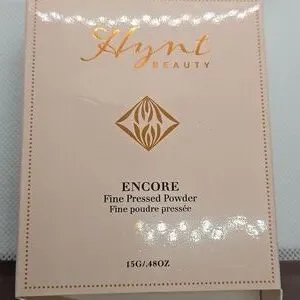 Hynt
BEAUTY
ENCORE
Fine Pressed Powder
Fine poudre pressée
15G/.48OZ